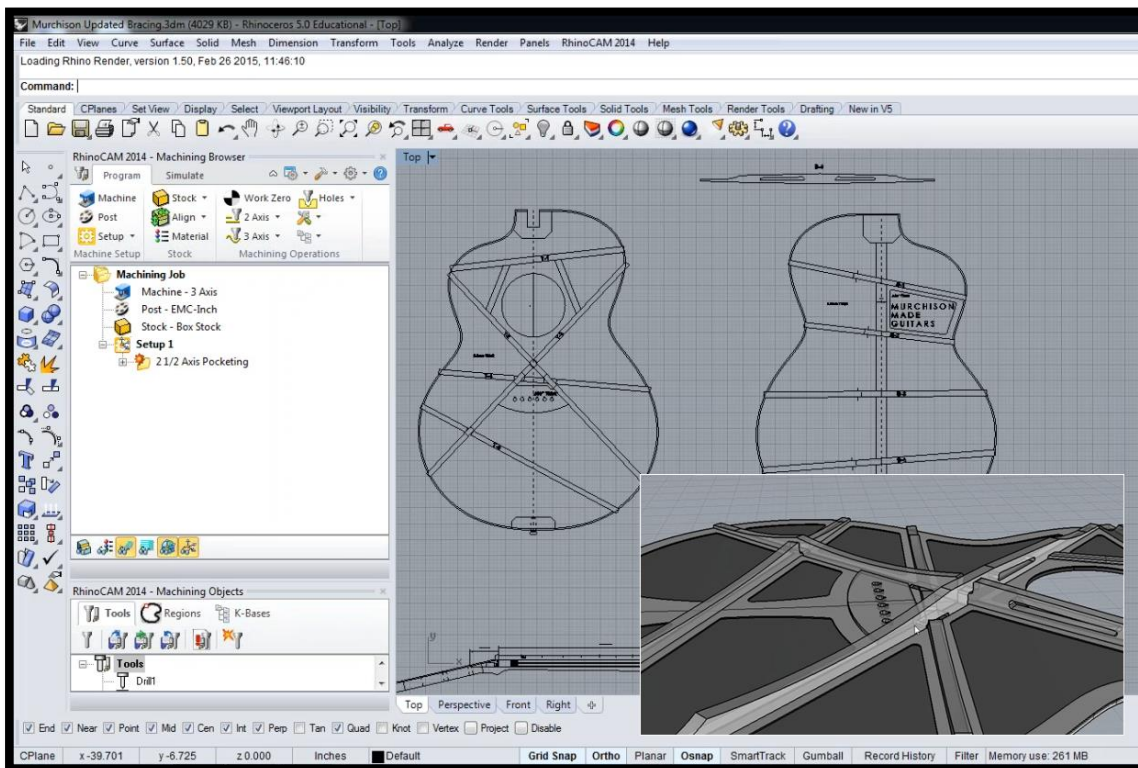 Murchison Updated Bracing.3dm (4029 KB) - Rhinoceros 5.0 Educational - [Top]
File Edit View Curve Surface Solid Mesh Dimension Transform Tools Analyze Render Panels RhinoCAM 2014 Help
Loading Rhino Render, version 1.50, Feb 26 2015, 11:46:10
Command:
Standard CPlanes Set View Display Select Viewport Layout Visibility Transform Curve Tools Surface Tools Solid Tools Mesh Tools Render Tools Drafting New in V5
RhinoCAM 2014 - Machining Browser
Program Simulate
Machine Stock Work Zero Holes
Post Align 2 Axis
Setup Material 3 Axis
Machine Setup Stock Machining Operations
Machining Job
Machine - 3 Axis
Post - EMC-Inch
Stock - Box Stock
Setup 1
2 1/2 Axis Pocketing
RhinoCAM 2014 - Machining Objects
Tools Regions K-Bases
Tools
Drill1
Top
MURCHISON
MADE
GUITARS
y
x
Top Perspective Front Right
End Near Point Mid Cen Int Perp Tan Quad Knot Vertex Project Disable
CPlane x -39.701 y -6.725 z 0.000 Inches Default Grid Snap Ortho Planar Osnap SmartTrack Gumball Record History Filter Memory use: 261 MB